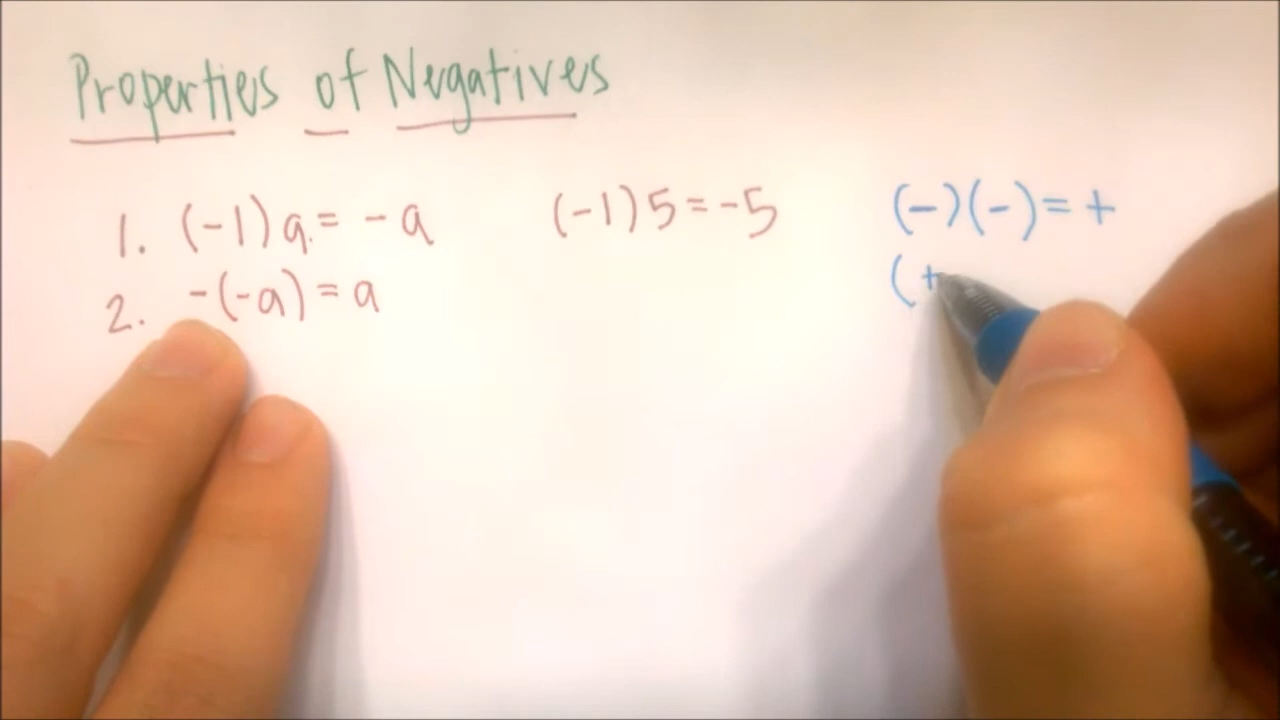 Properties of Negatives
1. (-1)a = -a (-1)5 = -5 (-)(-) = +
2. -(-a) = a (+